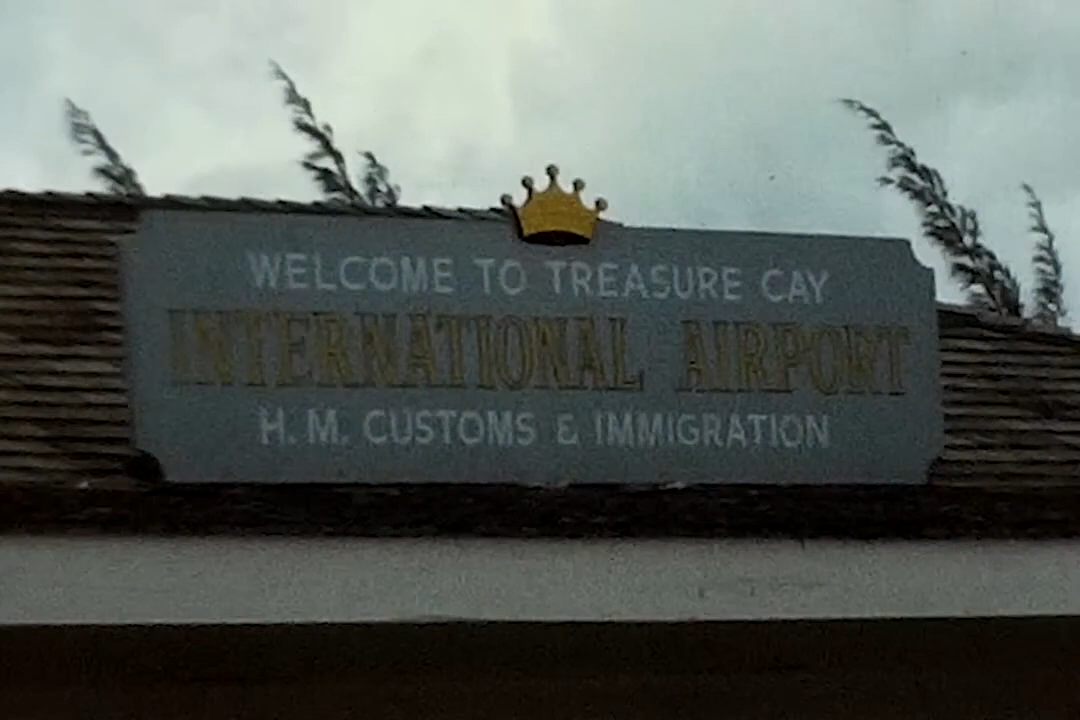 WELCOME TO TREASURE CAY
INTERNATIONAL AIRPORT
H. M. CUSTOMS & IMMIGRATION